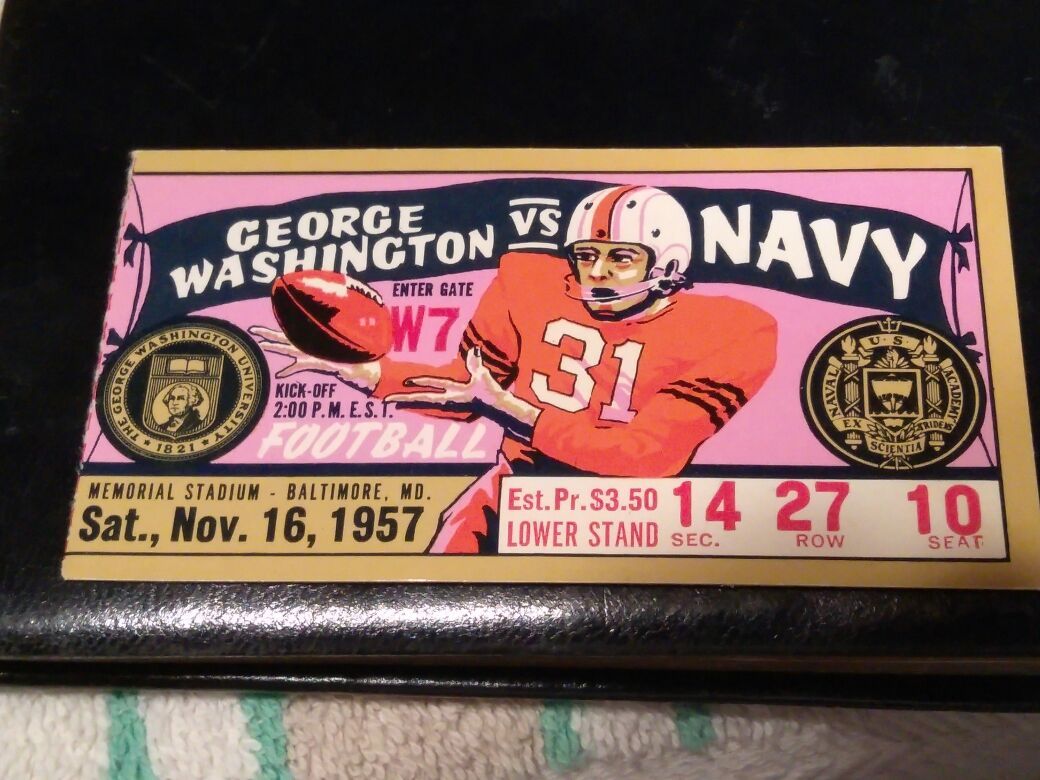 GEORGE WASHINGTON VS NAVY
ENTER GATE
W7
KICK-OFF
2:00 P.M. E.S.T.
FOOTBALL
31
THE GEORGE WASHINGTON UNIVERSITY
1821
U.S. NAVAL ACADEMY
EX SCIENTIA TRIDENS
MEMORIAL STADIUM - BALTIMORE, MD.
Sat., Nov. 16, 1957
Est. Pr. $3.50
LOWER STAND
14 27 10
SEC. ROW SEAT